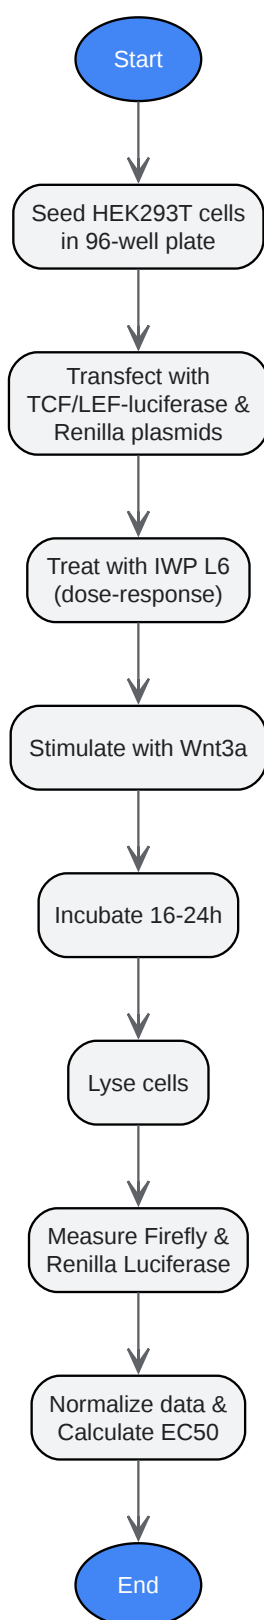 Start
Seed HEK293T cells
in 96-well plate
Transfect with
TCF/LEF-luciferase &
Renilla plasmids
Treat with IWP L6
(dose-response)
Stimulate with Wnt3a
Incubate 16-24h
Lyse cells
Measure Firefly &
Renilla Luciferase
Normalize data &
Calculate EC50
End